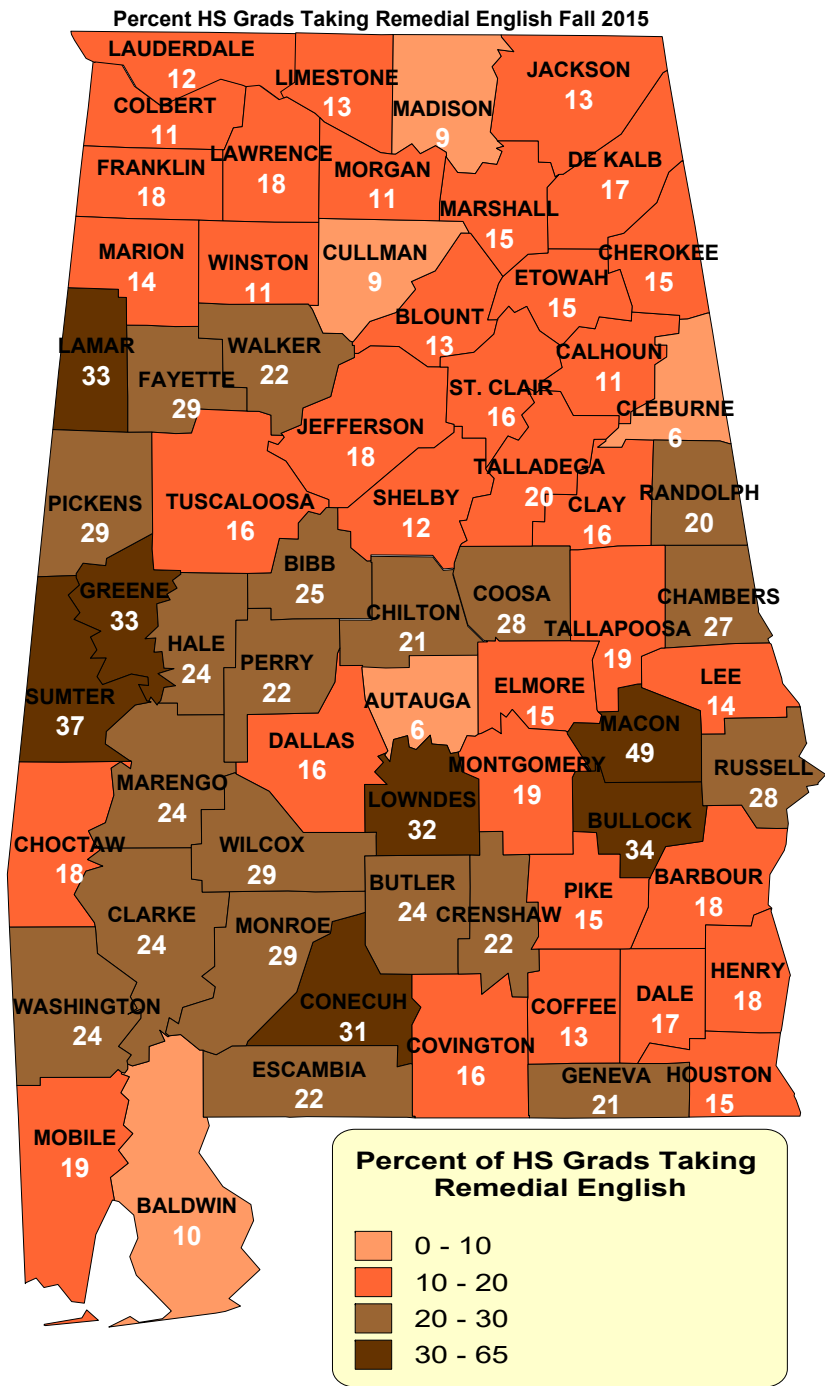 Percent HS Grads Taking Remedial English Fall 2015
LAUDERDALE
12
LIMESTONE
13
MADISON
9
JACKSON
13
COLBERT
11
FRANKLIN
18
LAWRENCE
18
MORGAN
11
DE KALB
17
MARSHALL
15
MARION
14
WINSTON
11
CULLMAN
9
CHEROKEE
15
ETOWAH
15
BLOUNT
13
LAMAR
33
FAYETTE
29
WALKER
22
CALHOUN
11
ST. CLAIR
16
CLEBURNE
6
JEFFERSON
18
TALLADEGA
20
PICKENS
29
TUSCALOOSA
16
SHELBY
12
CLAY
16
RANDOLPH
20
BIBB
25
GREENE
33
COOSA
28
CHAMBERS
27
CHILTON
21
HALE
24
PERRY
22
TALLAPOOSA
19
LEE
14
SUMTER
37
AUTAUGA
6
ELMORE
15
MACON
49
DALLAS
16
MONTGOMERY
19
RUSSELL
28
MARENGO
24
LOWNDES
32
BULLOCK
34
CHOCTAW
18
WILCOX
29
BUTLER
24
PIKE
15
BARBOUR
18
CLARKE
24
MONROE
29
CRENSHAW
22
HENRY
18
WASHINGTON
24
CONECUH
31
COFFEE
13
DALE
17
COVINGTON
16
ESCAMBIA
22
GENEVA
21
HOUSTON
15
MOBILE
19
BALDWIN
10
Percent of HS Grads Taking
Remedial English
0 - 10
10 - 20
20 - 30
30 - 65